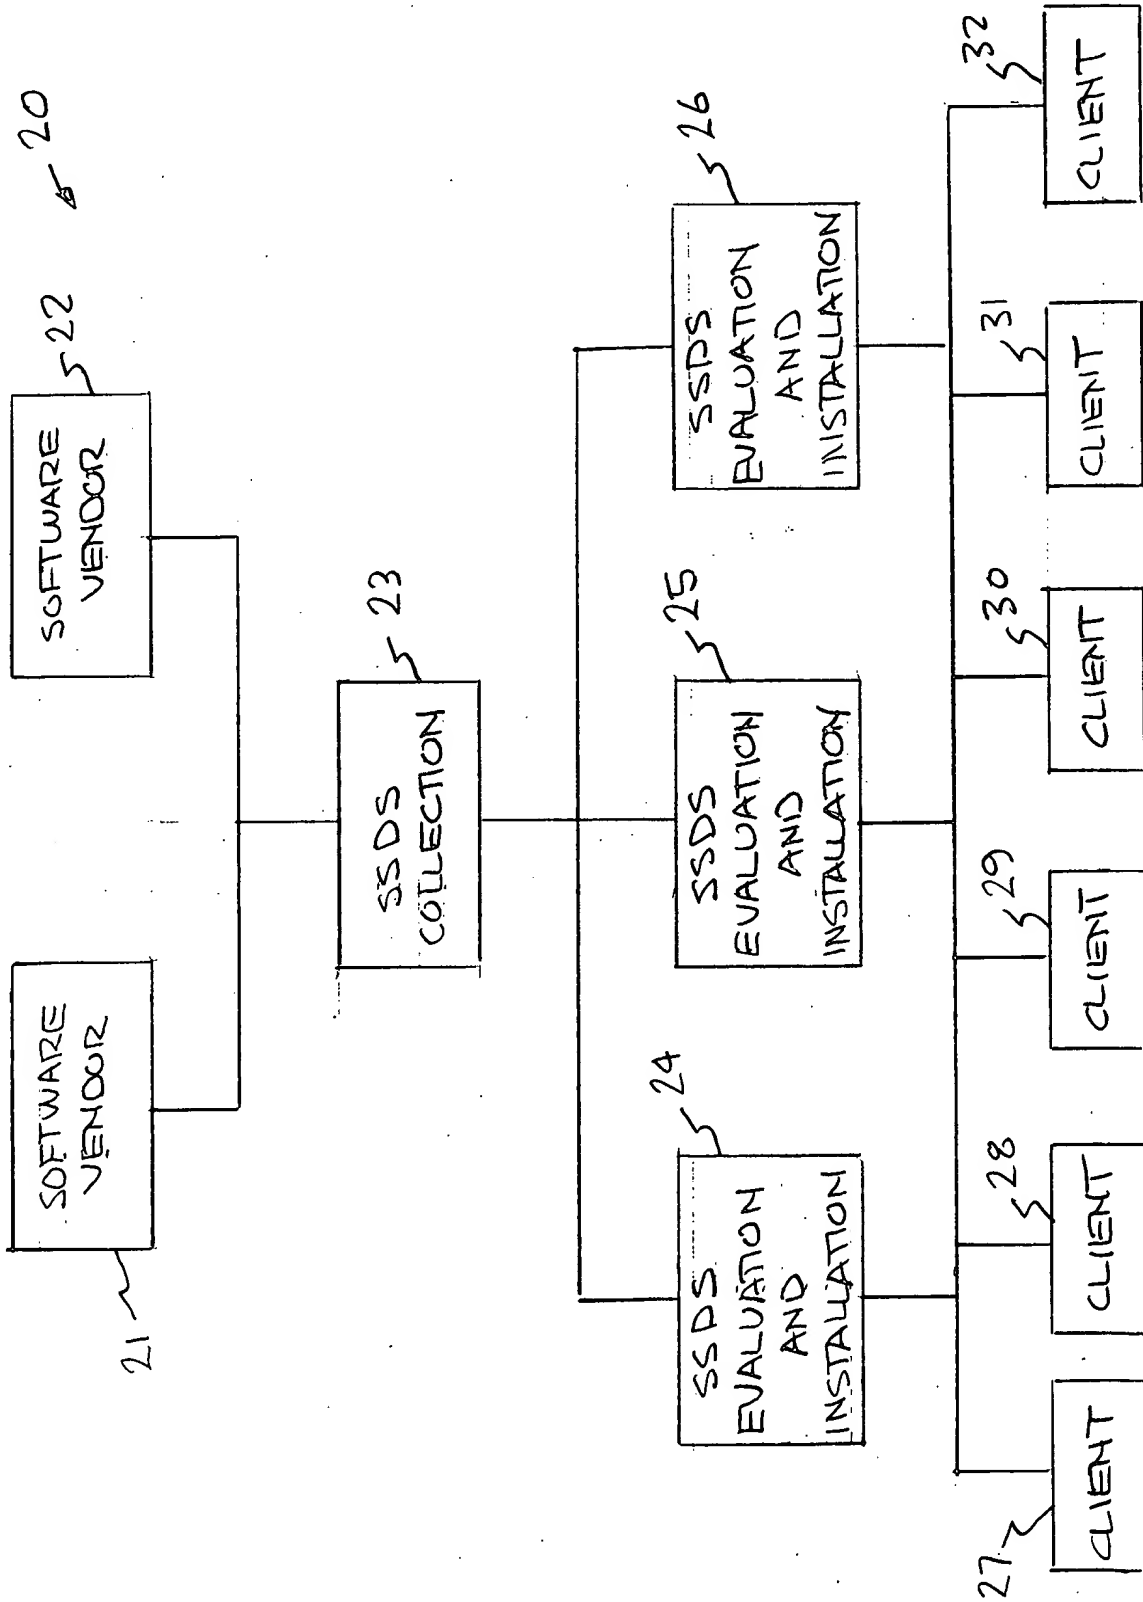 20
SOFTWARE
VENDOR
21
SOFTWARE
VENDOR
22
SSDS
COLLECTION
23
SSDS
EVALUATION
AND
INSTALLATION
24
SSDS
EVALUATION
AND
INSTALLATION
25
SSDS
EVALUATION
AND
INSTALLATION
26
CLIENT
27
CLIENT
28
CLIENT
29
CLIENT
30
CLIENT
31
CLIENT
32